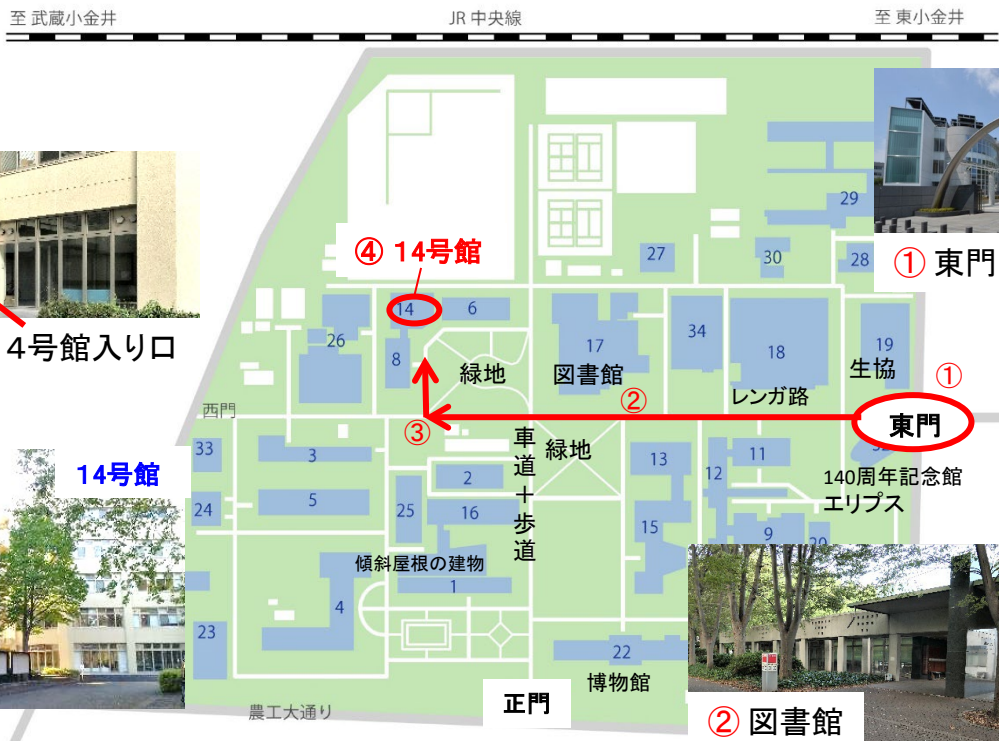 至 武蔵小金井
JR 中央線
至 東小金井
29
④ 14号館
27
30
28
① 東門
14
6
26
17
34
18
19
4号館入り口
8
緑地
図書館
②
レンガ路
生協
①
西門
③
東門
33
3
車道+歩道
緑地
13
12
11
14号館
2
140周年記念館
エリプス
24
5
25
16
15
9
傾斜屋根の建物
1
4
23
22
博物館
正門
農工大通り
② 図書館